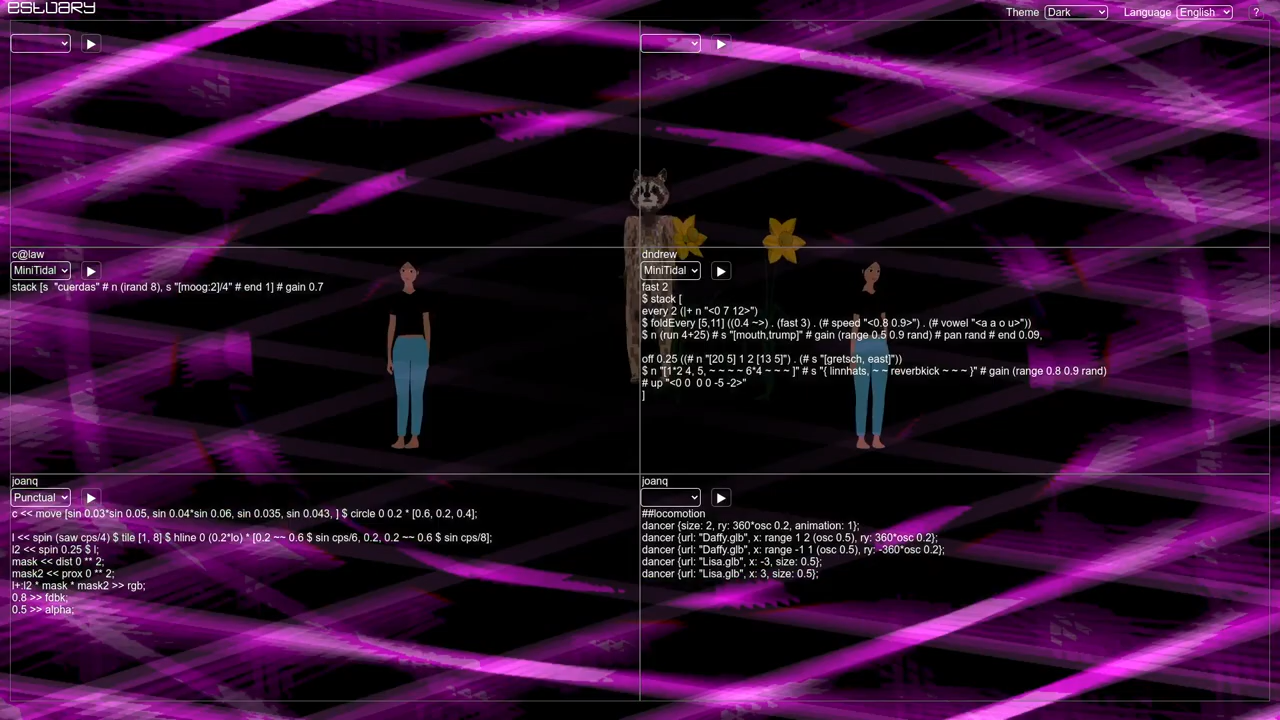 estuary
Theme Dark Language English ?
c@law
MiniTidal
stack [s "cuerdas" # n (irand 8), s "[moog:2]/4" # end 1] # gain 0.7
dndrew
MiniTidal
fast 2
$ stack [
every 2 (|+ n "<0 7 12>")
$ foldEvery [5,11] ((0.4 ~>) . (fast 3) . (# speed "<0.8 0.9>") . (# vowel "<a a o u>"))
$ n (run 4+25) # s "[mouth,trump]" # gain (range 0.5 0.9 rand) # pan rand # end 0.09,
off 0.25 ((# n "[20 5] 1 2 [13 5]") . (# s "[gretsch, east]"))
$ n "[1*2 4, 5, ~ ~ ~ ~ 6*4 ~ ~ ~ ]" # s "{ linnhats, ~ ~ reverbkick ~ ~ ~ }" # gain (range 0.8 0.9 rand)
# up "<0 0  0 0 -5 -2>"
]
joanq
Punctual
c << move [sin 0.03*sin 0.05, sin 0.04*sin 0.06, sin 0.035, sin 0.043, ] $ circle 0 0.2 * [0.6, 0.2, 0.4];
l << spin (saw cps/4) $ tile [1, 8] $ hline 0 (0.2*lo) * [0.2 ~~ 0.6 $ sin cps/6, 0.2, 0.2 ~~ 0.6 $ sin cps/8];
l2 << spin 0.25 $ l;
mask << dist 0 ** 2;
mask2 << prox 0 ** 2;
l+:l2 * mask * mask2 >> rgb;
0.8 >> fdbk;
0.5 >> alpha;
joanq
##locomotion
dancer {size: 2, ry: 360*osc 0.2, animation: 1};
dancer {url: "Daffy.glb", x: range 1 2 (osc 0.5), ry: 360*osc 0.2};
dancer {url: "Daffy.glb", x: range -1 1 (osc 0.5), ry: -360*osc 0.2};
dancer {url: "Lisa.glb", x: -3, size: 0.5};
dancer {url: "Lisa.glb", x: 3, size: 0.5};